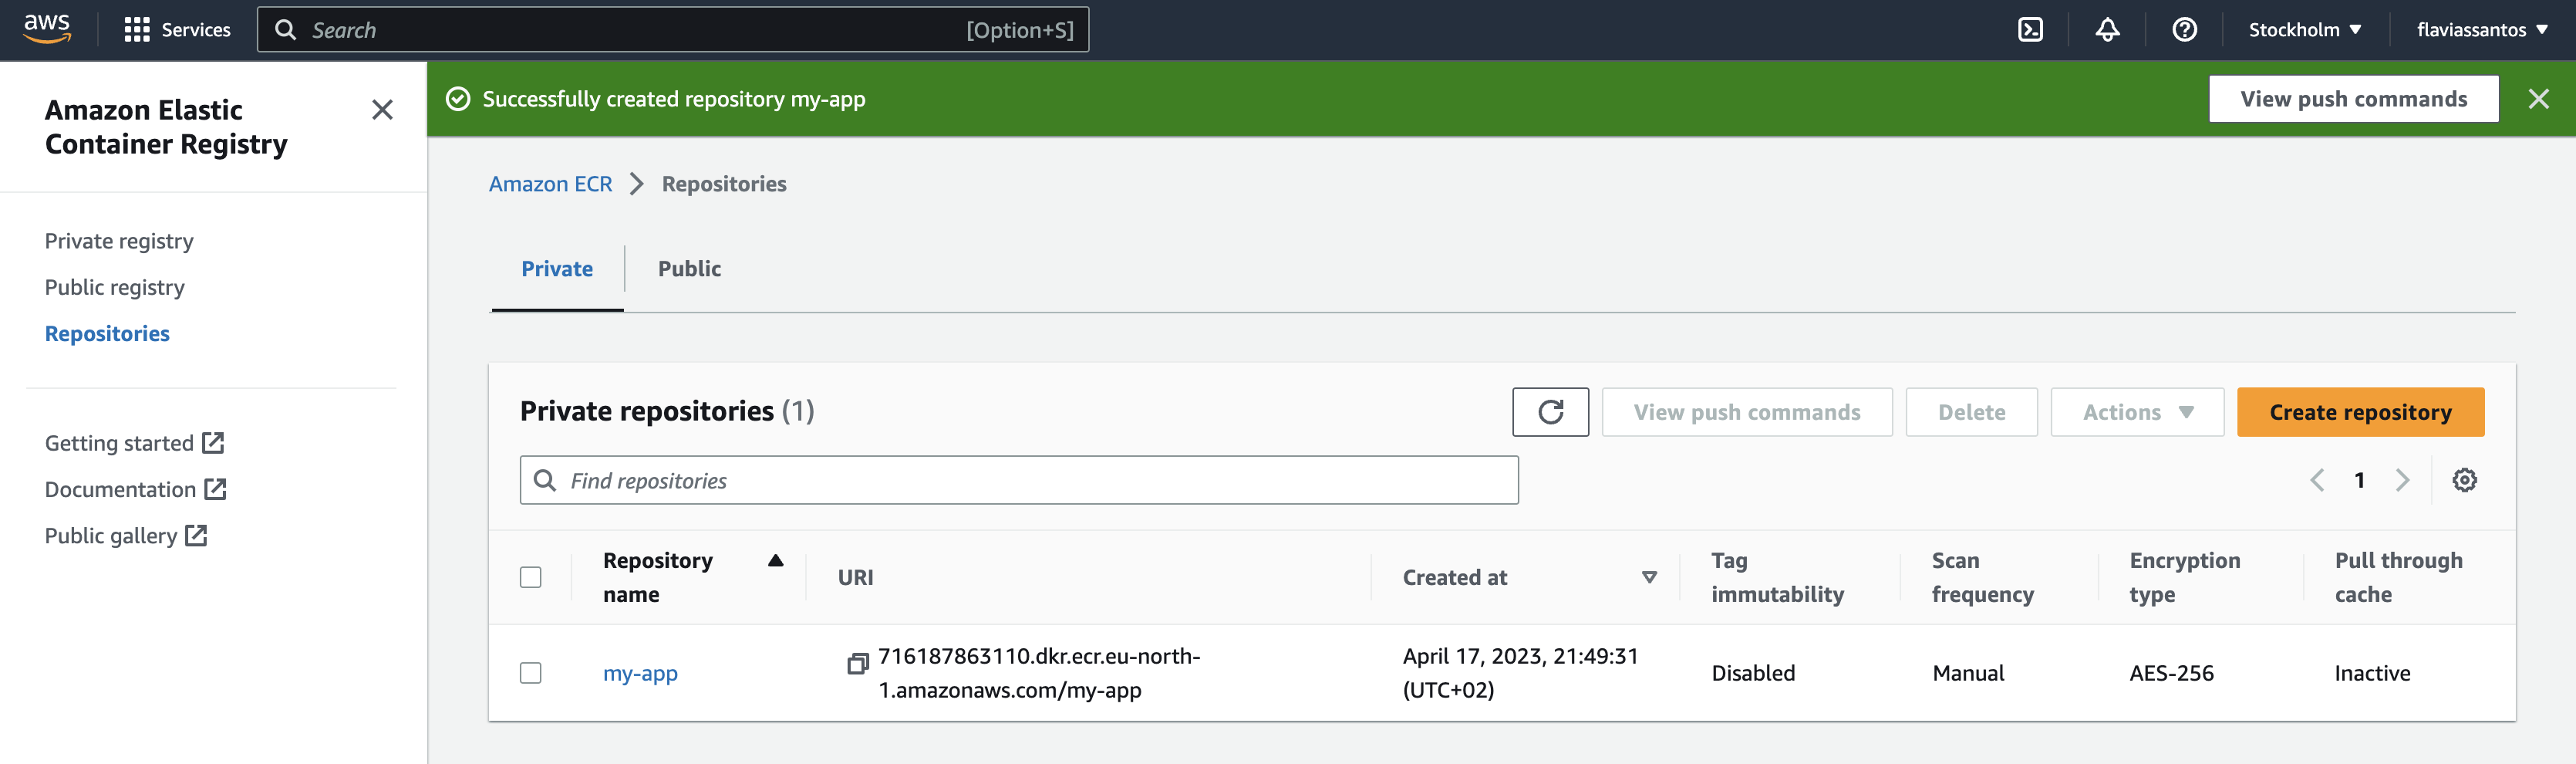 aws
Services
Search
[Option+S]
Stockholm ▼
flaviassantos ▼
Amazon Elastic
Container Registry
Private registry
Public registry
Repositories
Getting started
Documentation
Public gallery
Successfully created repository my-app
View push commands
Amazon ECR > Repositories
Private
Public
Private repositories (1)
View push commands
Delete
Actions ▼
Create repository
Find repositories
1
Repository
name
URI
Created at
Tag
immutability
Scan
frequency
Encryption
type
Pull through
cache
my-app
716187863110.dkr.ecr.eu-north-
1.amazonaws.com/my-app
April 17, 2023, 21:49:31
(UTC+02)
Disabled
Manual
AES-256
Inactive